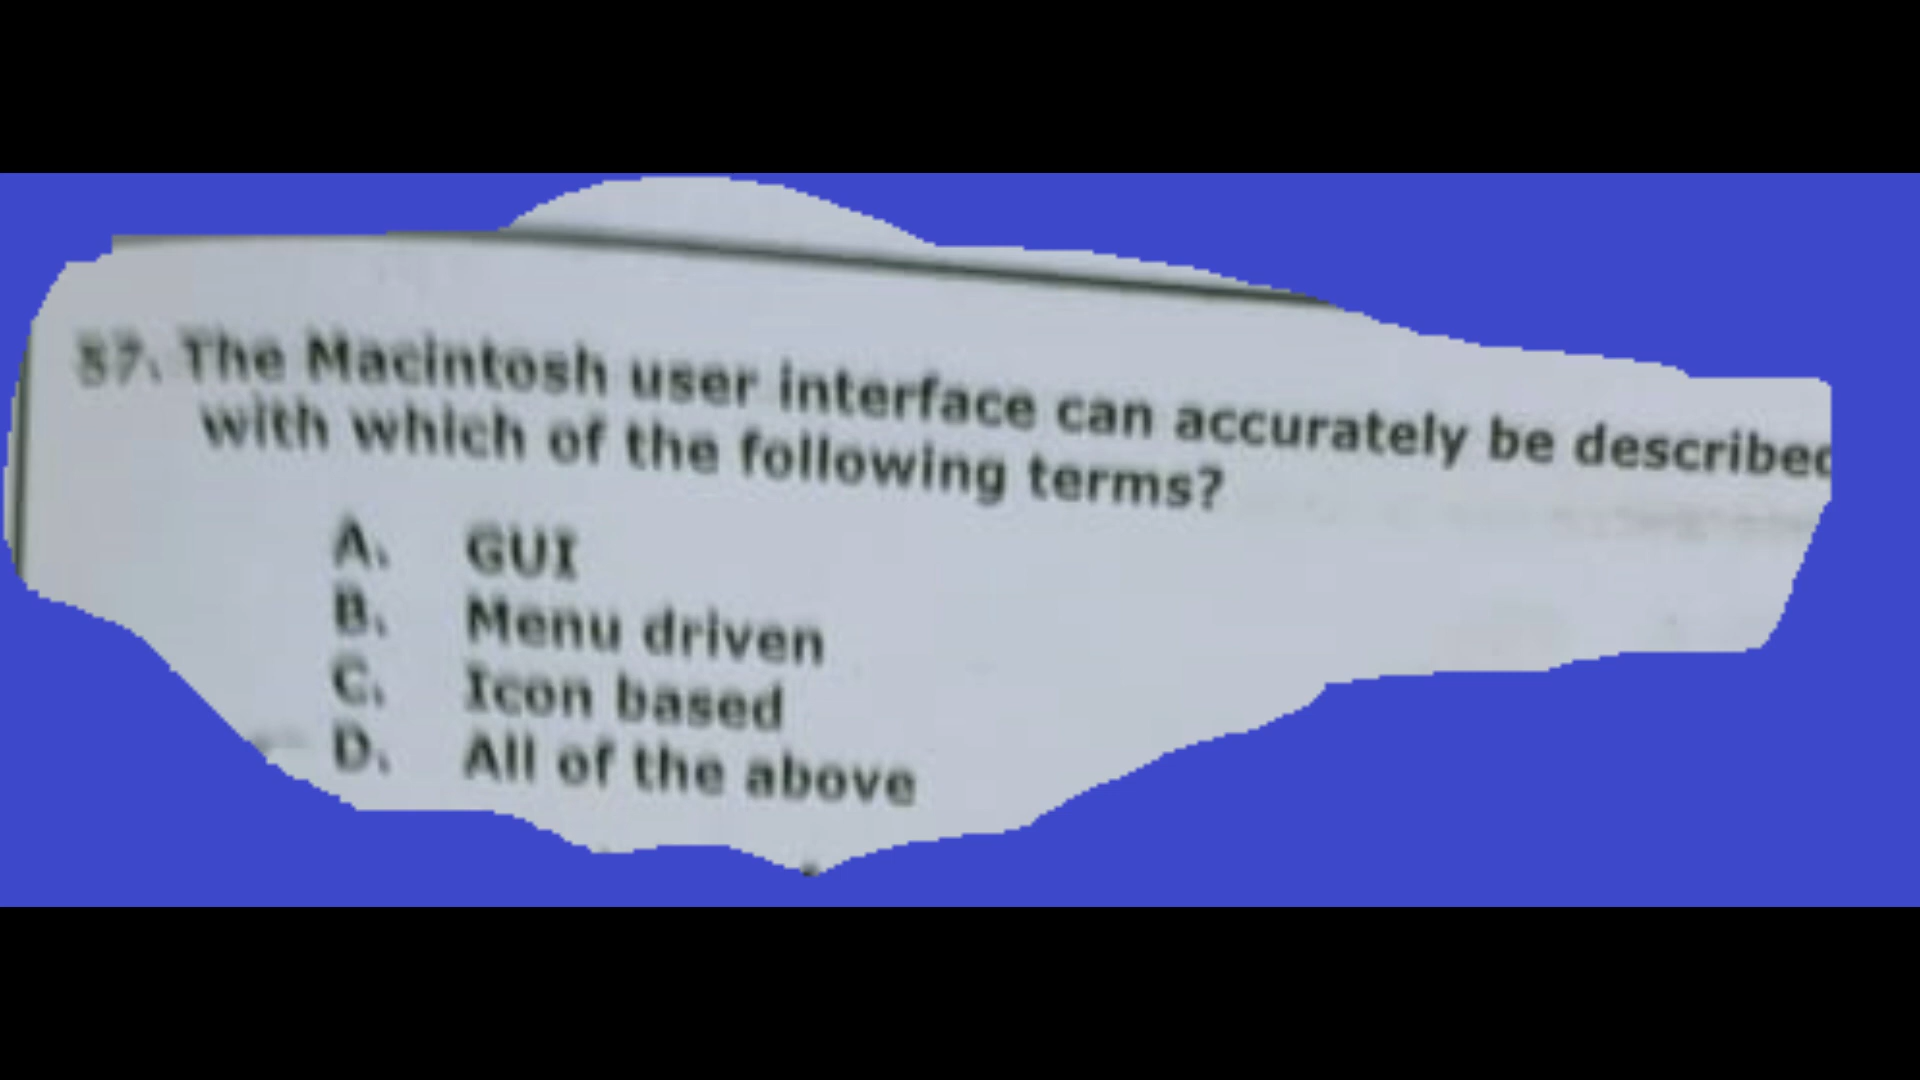 57. The Macintosh user interface can accurately be described
with which of the following terms?
A. GUI
B. Menu driven
C. Icon based
D. All of the above